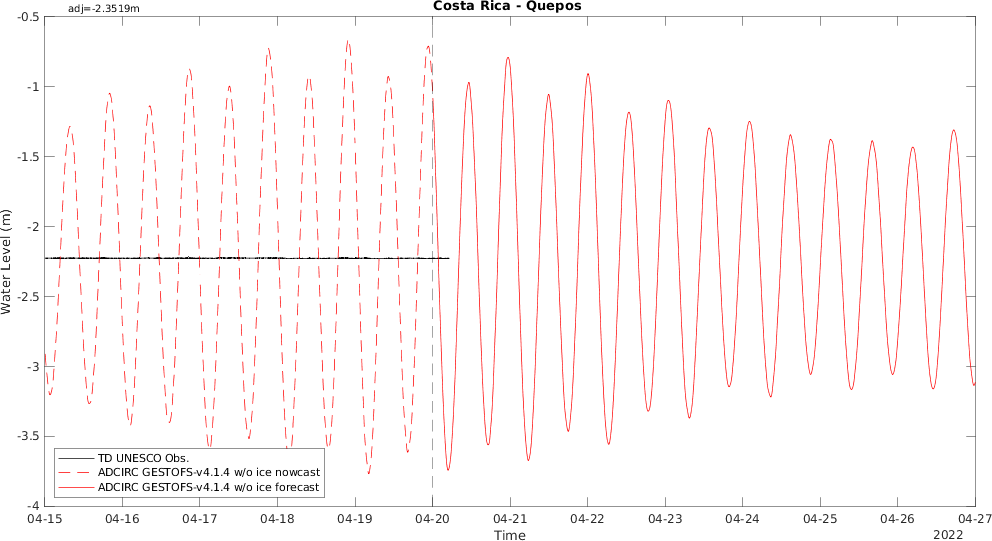 Costa Rica - Quepos
adj=-2.3519m
-0.5
-1
-1.5
-2
-2.5
-3
-3.5
-4
Water Level (m)
TD UNESCO Obs.
ADCIRC GESTOFS-v4.1.4 w/o ice nowcast
ADCIRC GESTOFS-v4.1.4 w/o ice forecast
04-15 04-16 04-17 04-18 04-19 04-20 04-21 04-22 04-23 04-24 04-25 04-26 04-27
Time
2022